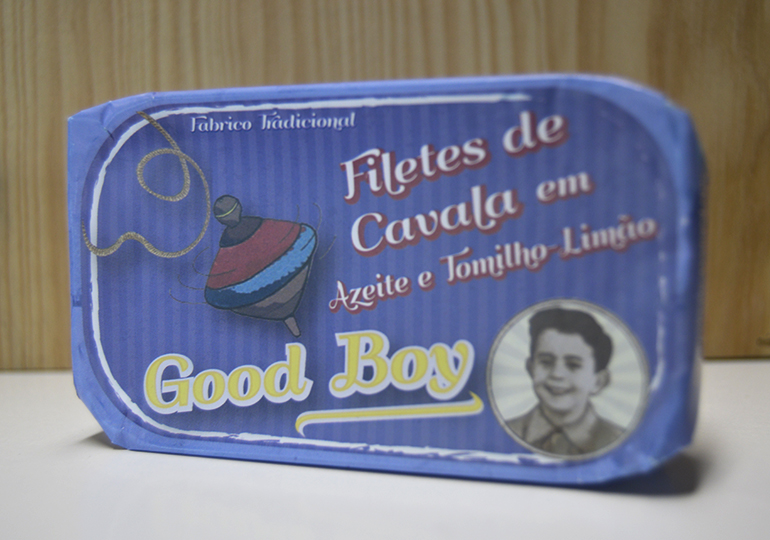 Fabrico Tradicional
Filetes de
Cavala em
Azeite e Tomilho-Limão
Good Boy